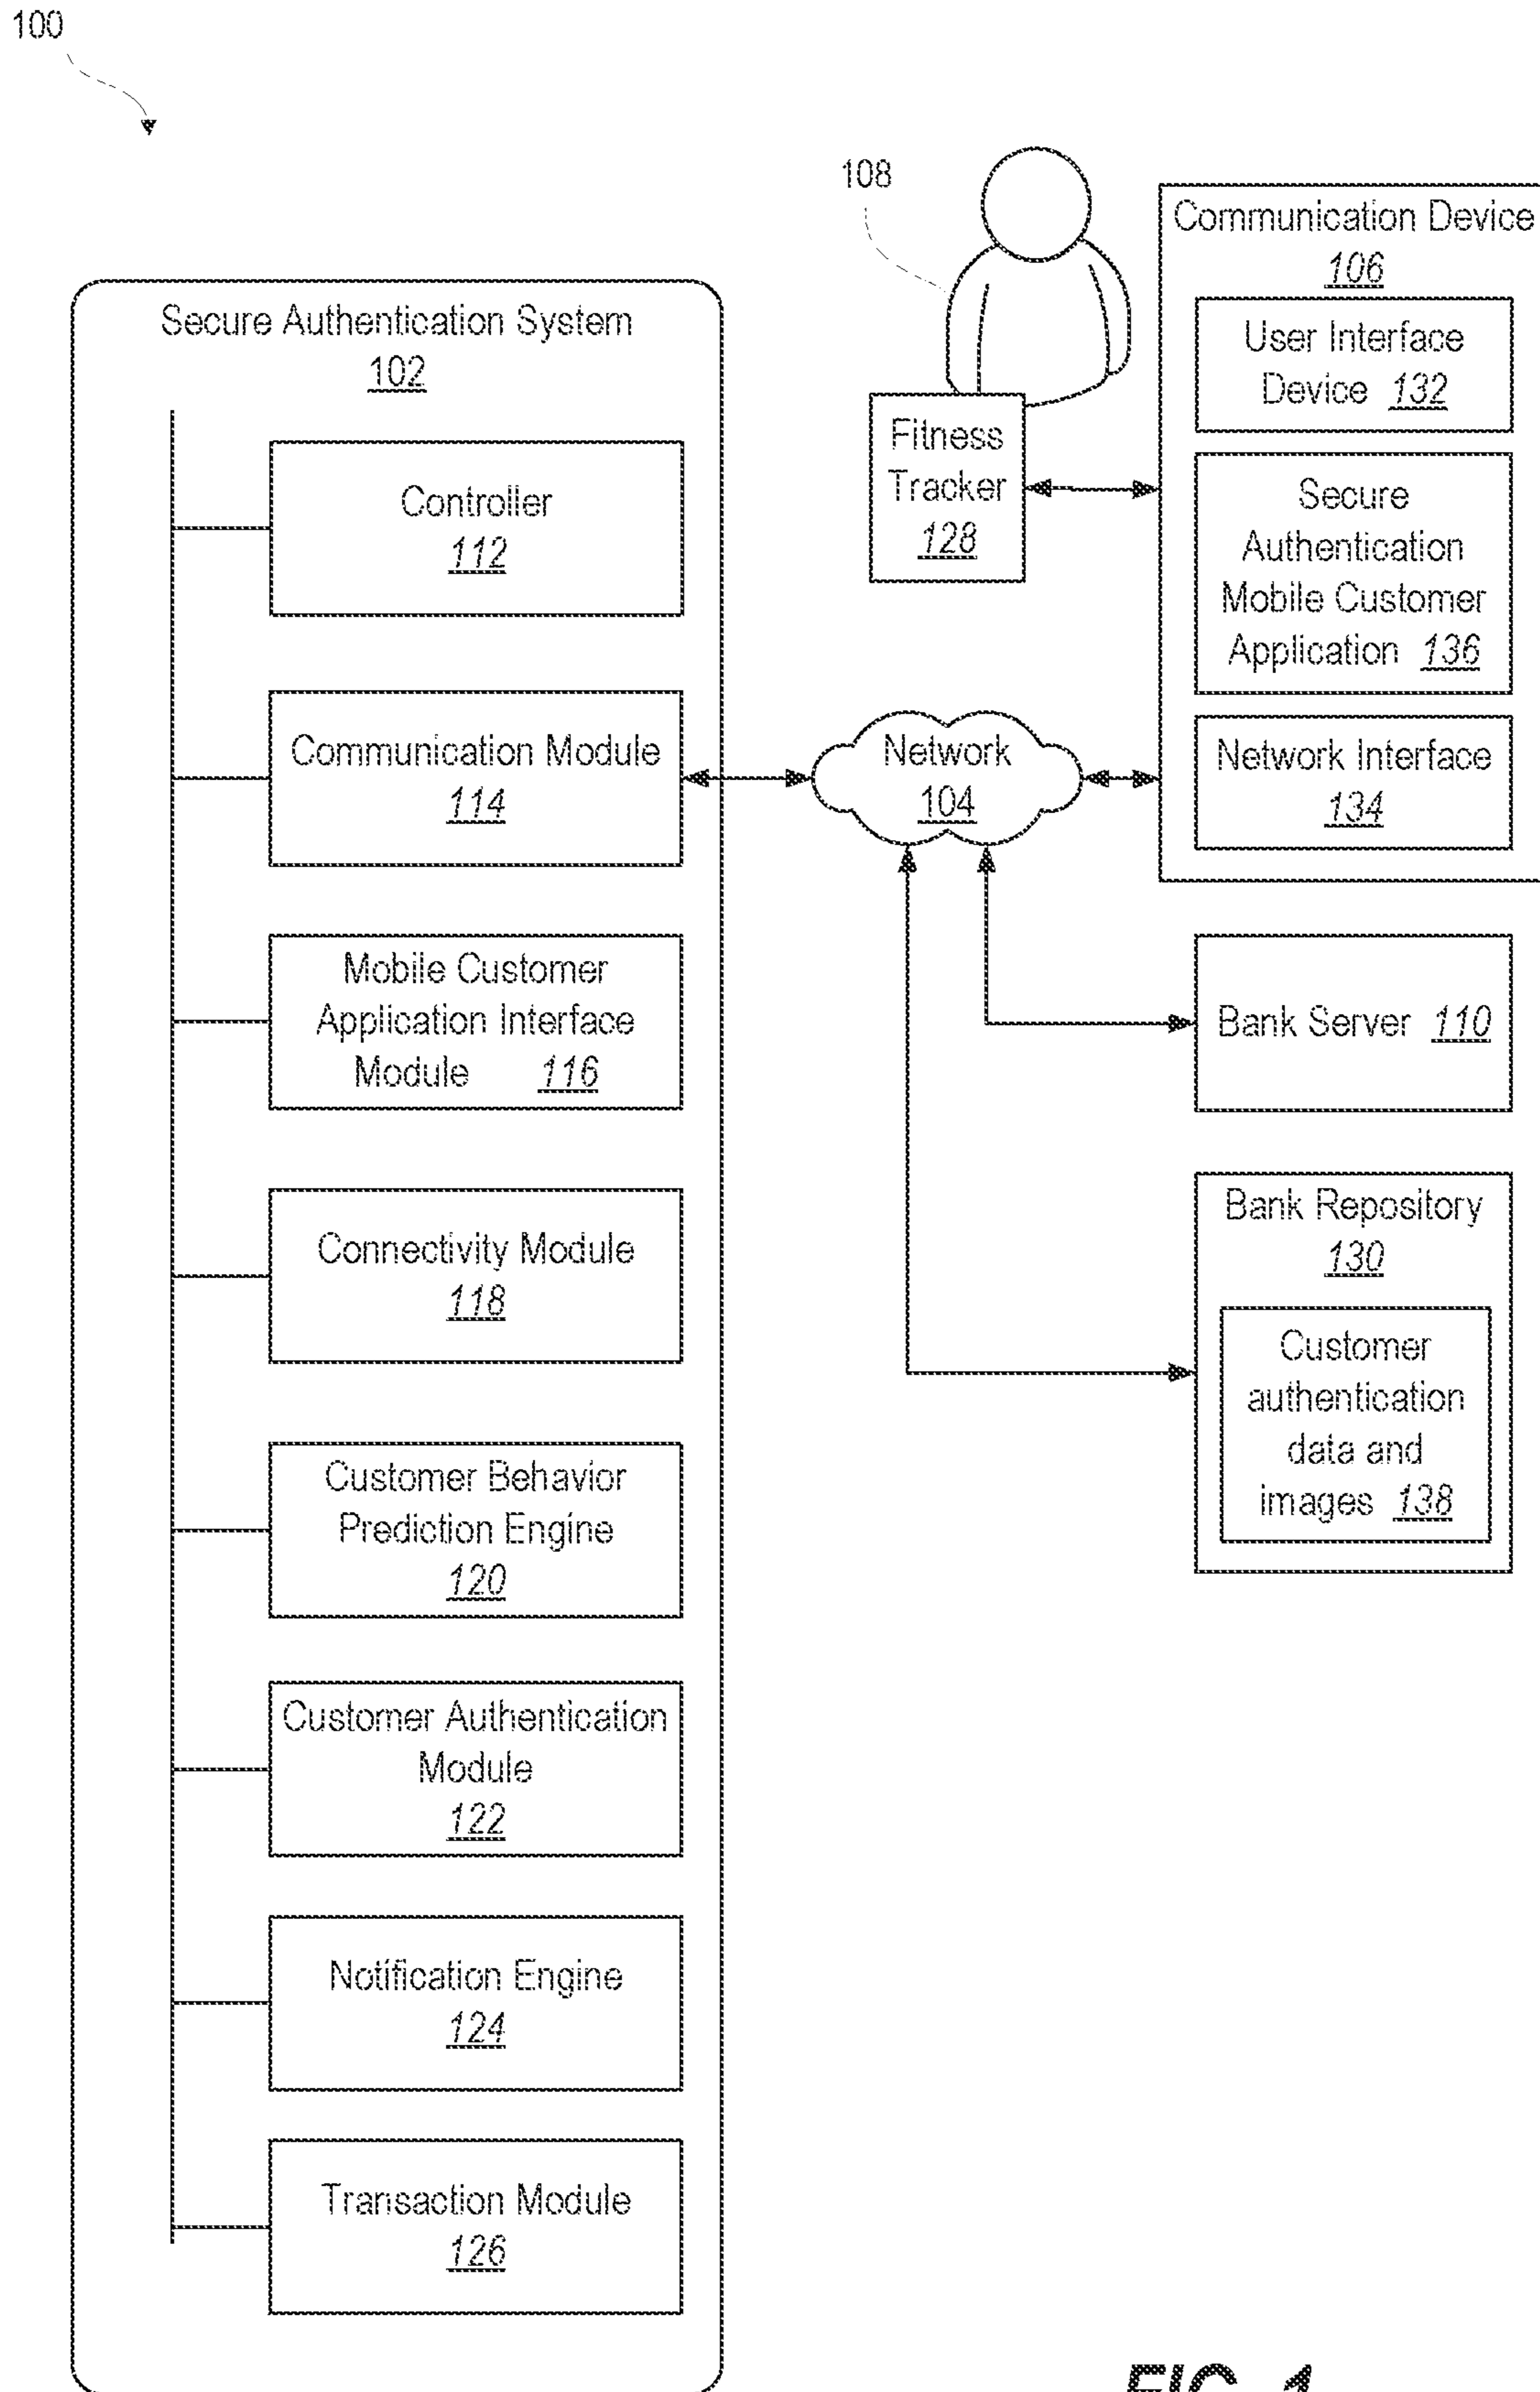 100
108
Secure Authentication System
102
Controller
112
Communication Module
114
Mobile Customer
Application Interface
Module 116
Connectivity Module
118
Customer Behavior
Prediction Engine
120
Customer Authentication
Module
122
Notification Engine
124
Transaction Module
126
Fitness
Tracker
128
Network
104
Communication Device
106
User Interface
Device 132
Secure
Authentication
Mobile Customer
Application 136
Network Interface
134
Bank Server 110
Bank Repository
130
Customer
authentication
data and
images 138
FIG. 1